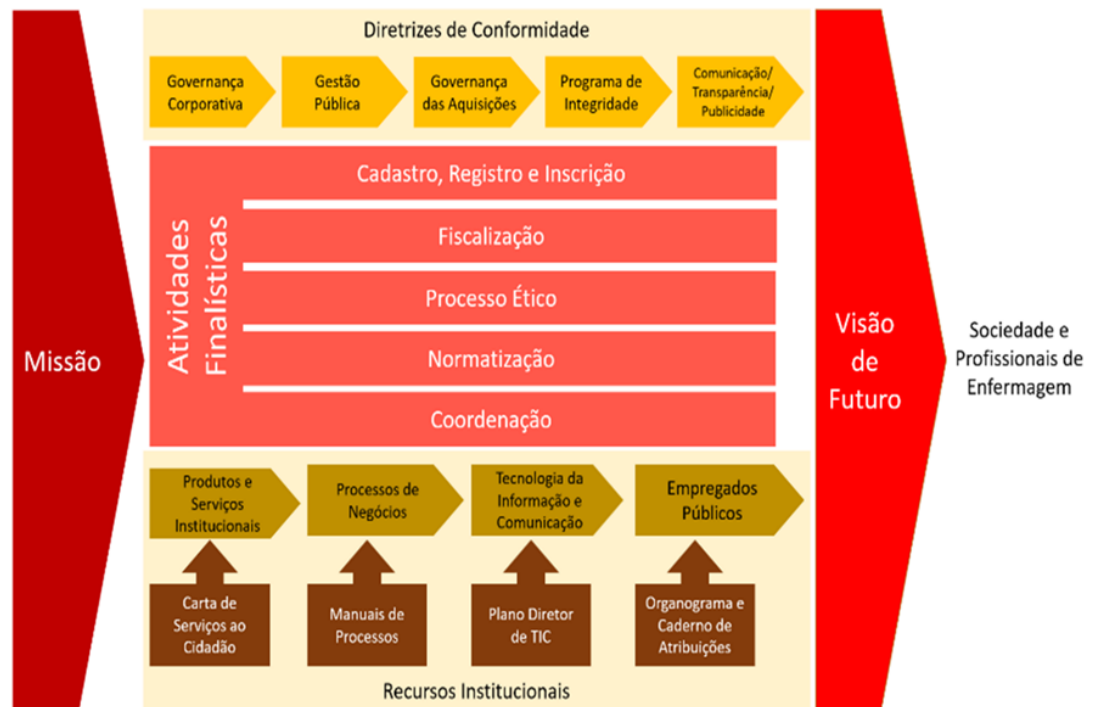 Diretrizes de Conformidade
Governança
Corporativa
Gestão
Pública
Governança
das Aquisições
Programa de
Integridade
Comunicação/
Transparência/
Publicidade
Missão
Atividades
Finalísticas
Cadastro, Registro e Inscrição
Fiscalização
Processo Ético
Normatização
Coordenação
Visão
de
Futuro
Sociedade e
Profissionais de
Enfermagem
Produtos e
Serviços
Institucionais
Processos de
Negócios
Tecnologia da
Informação e
Comunicação
Empregados
Públicos
Carta de
Serviços ao
Cidadão
Manuais de
Processos
Plano Diretor
de TIC
Organograma e
Caderno de
Atribuições
Recursos Institucionais